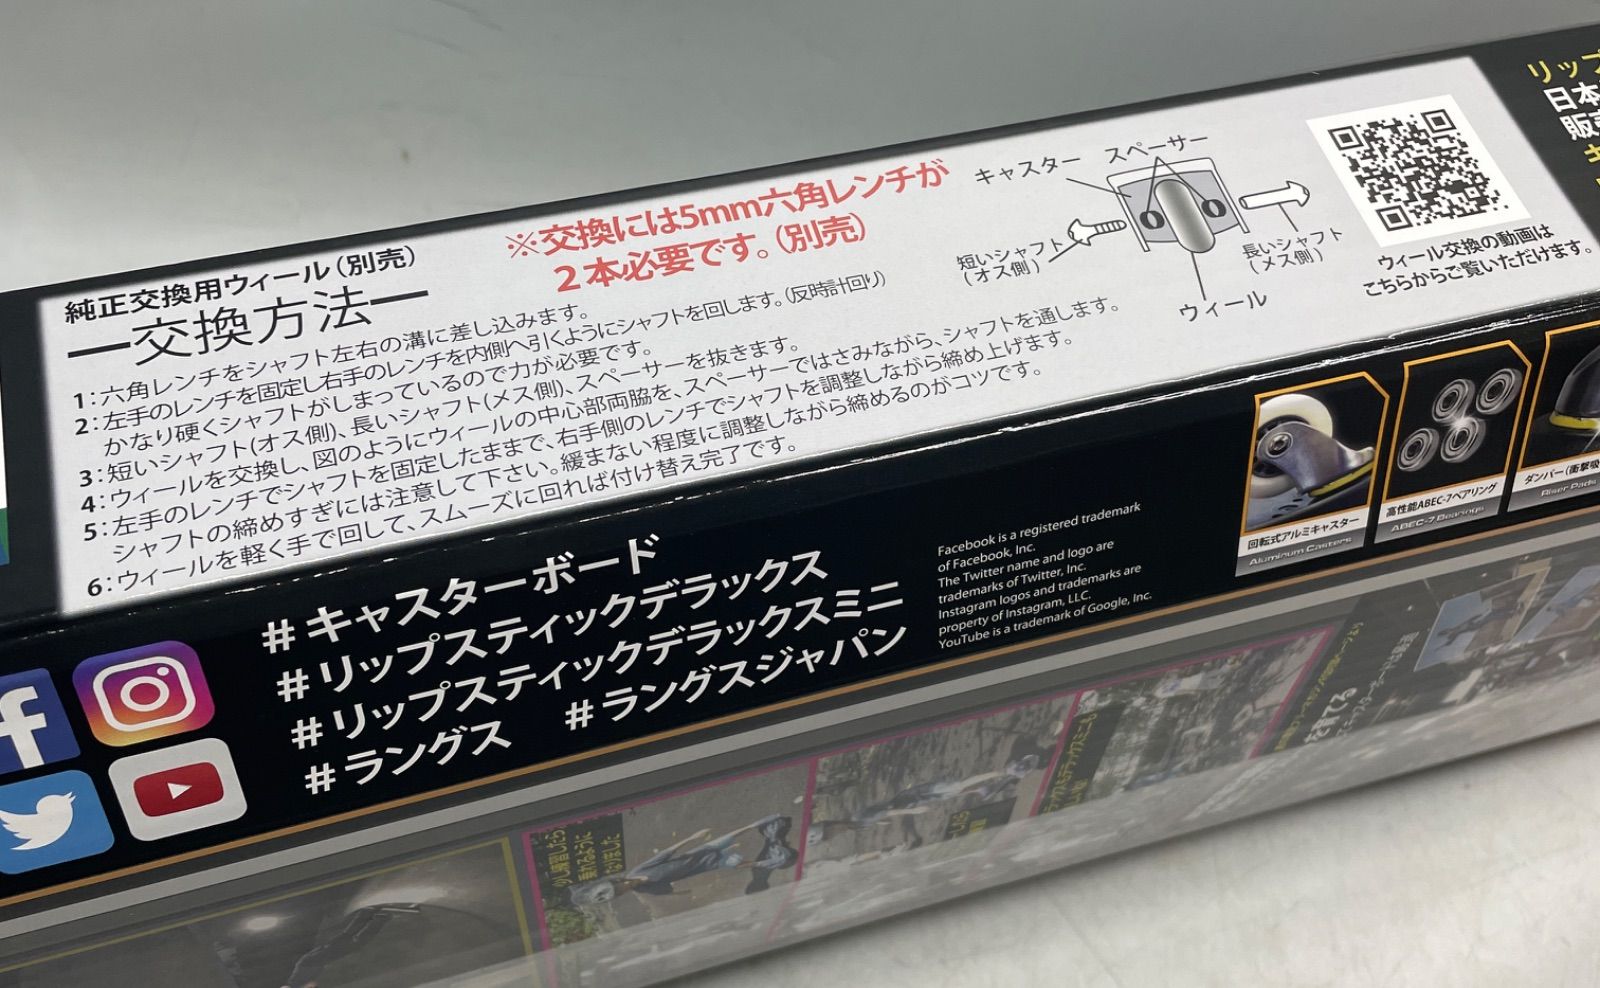 純正交換用ウィール（別売）
ー交換方法ー
※交換には5mm六角レンチが
2本必要です。（別売）
1：六角レンチをシャフト左右の溝に差し込みます。
2：左手のレンチを固定し右手のレンチを内側へ引くようにシャフトを回します。（反時計回り）
かなり硬くシャフトがしまっているので力が必要です。
3：短いシャフト(オス側)、長いシャフト(メス側)、スペーサーを抜きます。
4：ウィールを交換し、図のようにウィールの中心部両脇を、スペーサーではさみながら、シャフトを通します。
5：左手のレンチでシャフトを固定したままで、右手側のレンチでシャフトを調整しながら締め上げます。
シャフトの締めすぎには注意して下さい。緩まない程度に調整しながら締めるのがコツです。
6：ウィールを軽く手で回して、スムーズに回れば付け替え完了です。
キャスター
スペーサー
短いシャフト
(オス側)
長いシャフト
(メス側)
ウィール
ウィール交換の動画は
こちらからご覧いただけます。
リップ
日本
販売
#キャスターボード
#リップスティックデラックス
#リップスティックデラックスミニ
#ラングス #ラングスジャパン
Facebook is a registered trademark
of Facebook, Inc.
The Twitter name and logo are
trademarks of Twitter, Inc.
Instagram logos and trademarks are
property of Instagram, LLC.
YouTube is a trademark of Google, Inc.
回転式アルミキャスター
Aluminum Casters
高性能ABEC-7ベアリング
ABEC-7 Bearings
ダンパー（衝撃吸
Riser Pads
少し練習したら
乗れるように
なりました